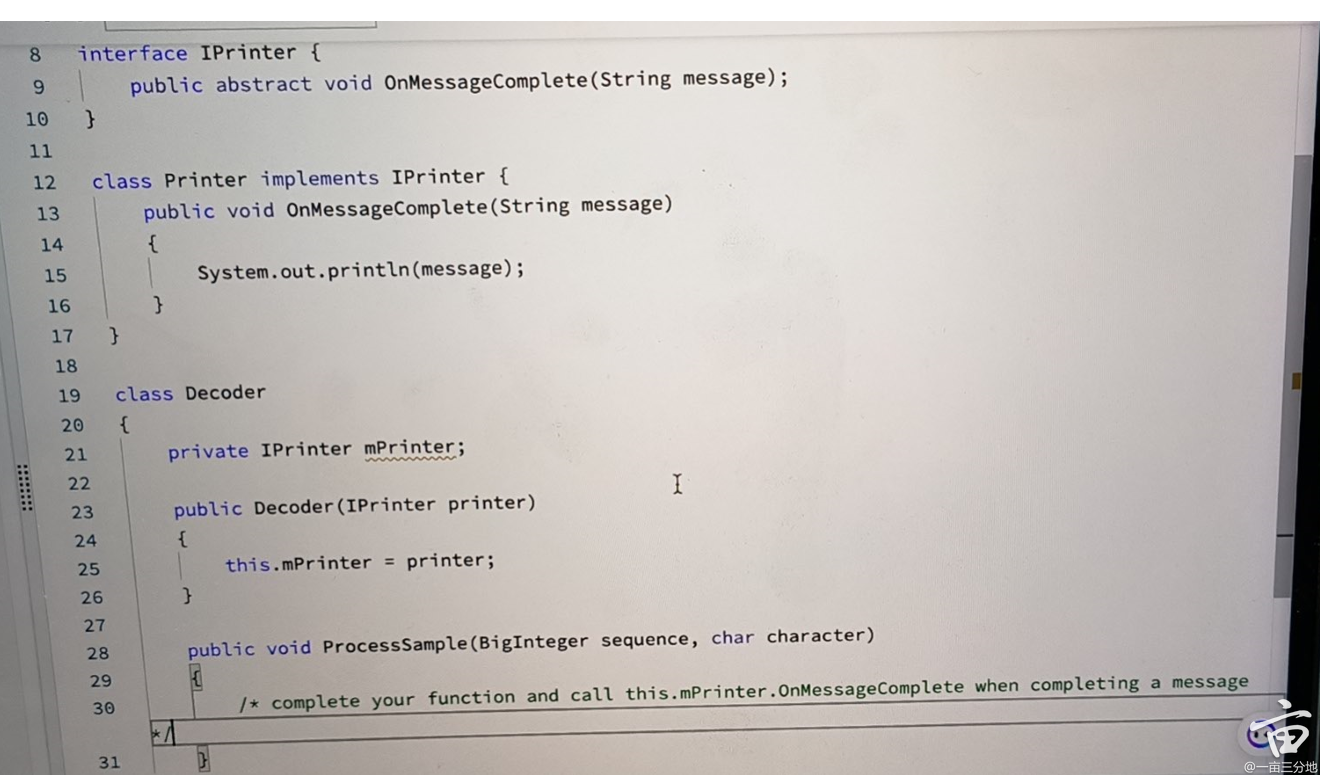 8 interface IPrinter {
9 public abstract void OnMessageComplete(String message);
10 }
11
12 class Printer implements IPrinter {
13 public void OnMessageComplete(String message)
14 {
15 System.out.println(message);
16 }
17 }
18
19 class Decoder
20 {
21 private IPrinter mPrinter;
22
23 public Decoder(IPrinter printer)
24 {
25 this.mPrinter = printer;
26 }
27
28 public void ProcessSample(BigInteger sequence, char character)
29 {
30 /* complete your function and call this.mPrinter.OnMessageComplete when completing a message
*/
31 }
亩
@一亩三分地